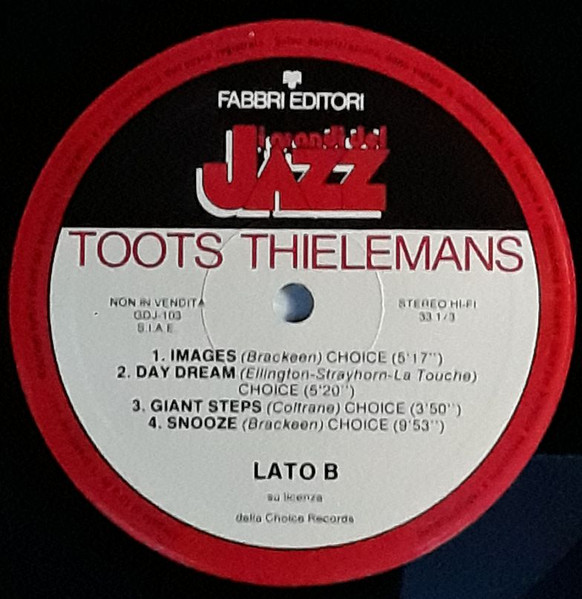 FABBRI EDITORI
i grandi del
JAZZ
TOOTS THIELEMANS
NON IN VENDITA
GDJ-103
S.I.A.E.
STEREO HI-FI
33.1/3
1. IMAGES (Brackeen) CHOICE (5'17")
2. DAY DREAM (Ellington-Strayhorn-La Touche)
CHOICE (5'20")
3. GIANT STEPS (Coltrane) CHOICE (3'50")
4. SNOOZE (Brackeen) CHOICE (9'53")
LATO B
su licenza
della Choice Records